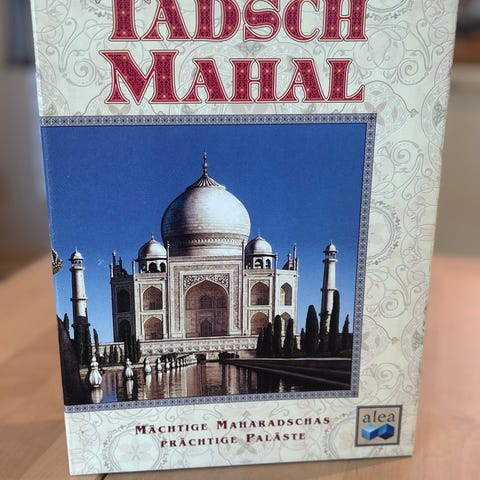 TADSCH
MAHAL
MÄCHTIGE MAHARADSCHAS
PRÄCHTIGE PALÄSTE
alea